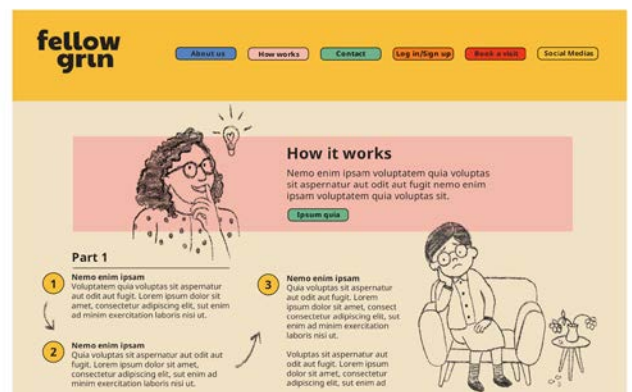 fellow
grın
About us
How works
Contact
Log in/Sign up
Book a visit
Social Medias
How it works
Nemo enim ipsam voluptatem quia voluptas
sit aspernatur aut odit aut fugit nemo enim
ipsam voluptatem quia voluptas sit.
Ipsum quia
Part 1
1
Nemo enim ipsam
Voluptatem quia voluptas sit aspernatur
aut odit aut fugit. Lorem ipsum dolor sit
amet, consectetur adipiscing elit, sut enim
ad minim exercitation laboris nisi ut.
2
Nemo enim ipsam
Quia voluptas sit aspernatur aut odit aut
fugit. Lorem ipsum dolor sit amet,
consectetur adipiscing elit, sut enim ad
minim exercitation laboris nisi ut.
3
Nemo enim ipsam
Quia voluptas sit aspernatur
aut odit aut fugit. Lorem
ipsum dolor sit amet, consect
consectetur adipiscing elit, sut
enim ad minim exercitation
laboris nisi ut.
Voluptas sit aspernatur aut
odit aut fugit. Lorem ipsum
dolor sit amet, consectetur
adipiscing elit, sut enim ad